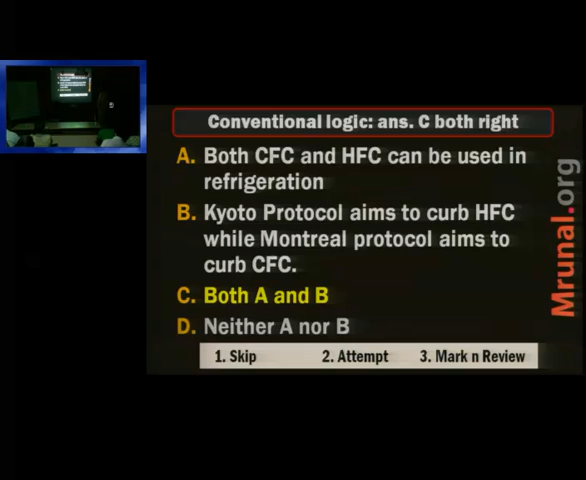 Conventional logic: ans. C both right
A. Both CFC and HFC can be used in
refrigeration
B. Kyoto Protocol aims to curb HFC
while Montreal protocol aims to
curb CFC.
C. Both A and B
D. Neither A nor B
1. Skip 2. Attempt 3. Mark n Review
Mrunal.org